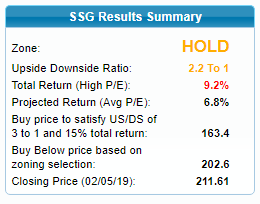 SSG Results Summary
Zone: HOLD
Upside Downside Ratio: 2.2 To 1
Total Return (High P/E): 9.2%
Projected Return (Avg P/E): 6.8%
Buy price to satisfy US/DS of
3 to 1 and 15% total return: 163.4
Buy Below price based on
zoning selection: 202.6
Closing Price (02/05/19): 211.61